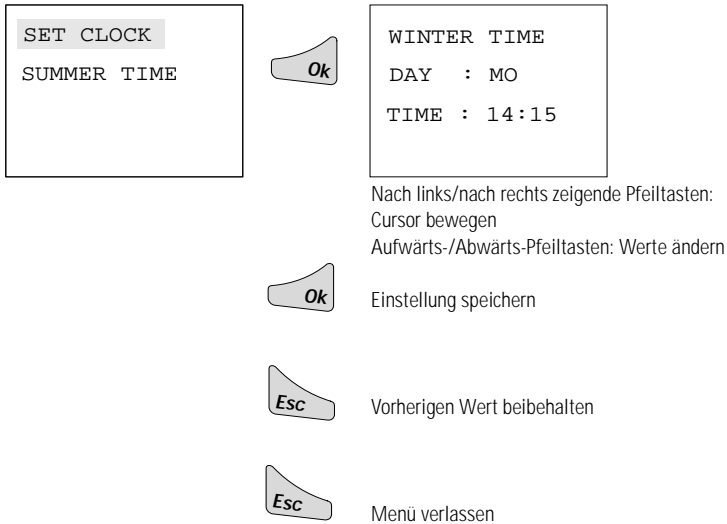 SET CLOCK
SUMMER TIME
Ok
WINTER TIME
DAY : MO
TIME : 14:15
Nach links/nach rechts zeigende Pfeiltasten:
Cursor bewegen
Aufwärts-/Abwärts-Pfeiltasten: Werte ändern
Ok
Einstellung speichern
Esc
Vorherigen Wert beibehalten
Esc
Menü verlassen